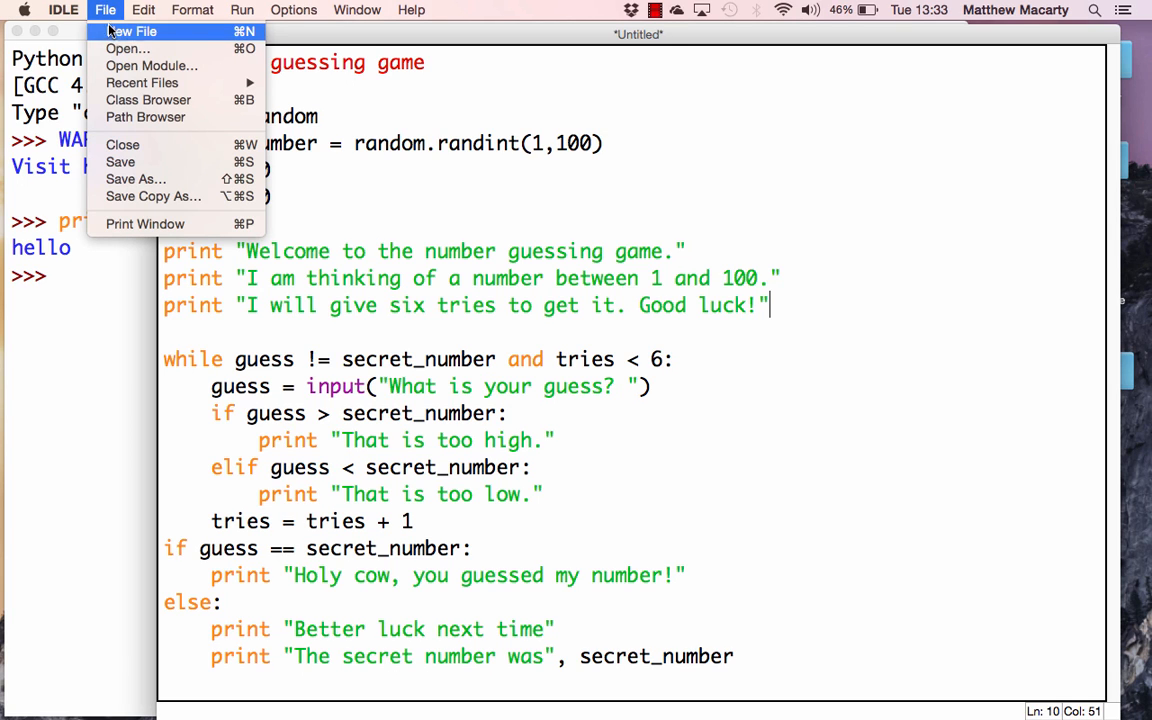 IDLE File Edit Format Run Options Window Help 46% Tue 13:33 Matthew Macarty
*Untitled*
New File ⌘N
Open... ⌘O
Open Module...
Recent Files ▶
Class Browser ⌘B
Path Browser
Close ⌘W
Save ⌘S
Save As... ⇧⌘S
Save Copy As... ⌥⌘S
Print Window ⌘P
Python
[GCC 4
Type "
>>> WAR
Visit
>>> pr
hello
>>>
guessing game
= random.randint(1,100)
0
0
print "Welcome to the number guessing game."
print "I am thinking of a number between 1 and 100."
print "I will give six tries to get it. Good luck!"
while guess != secret_number and tries < 6:
guess = input("What is your guess? ")
if guess > secret_number:
print "That is too high."
elif guess < secret_number:
print "That is too low."
tries = tries + 1
if guess == secret_number:
print "Holy cow, you guessed my number!"
else:
print "Better luck next time"
print "The secret number was", secret_number
Ln: 10 Col: 51